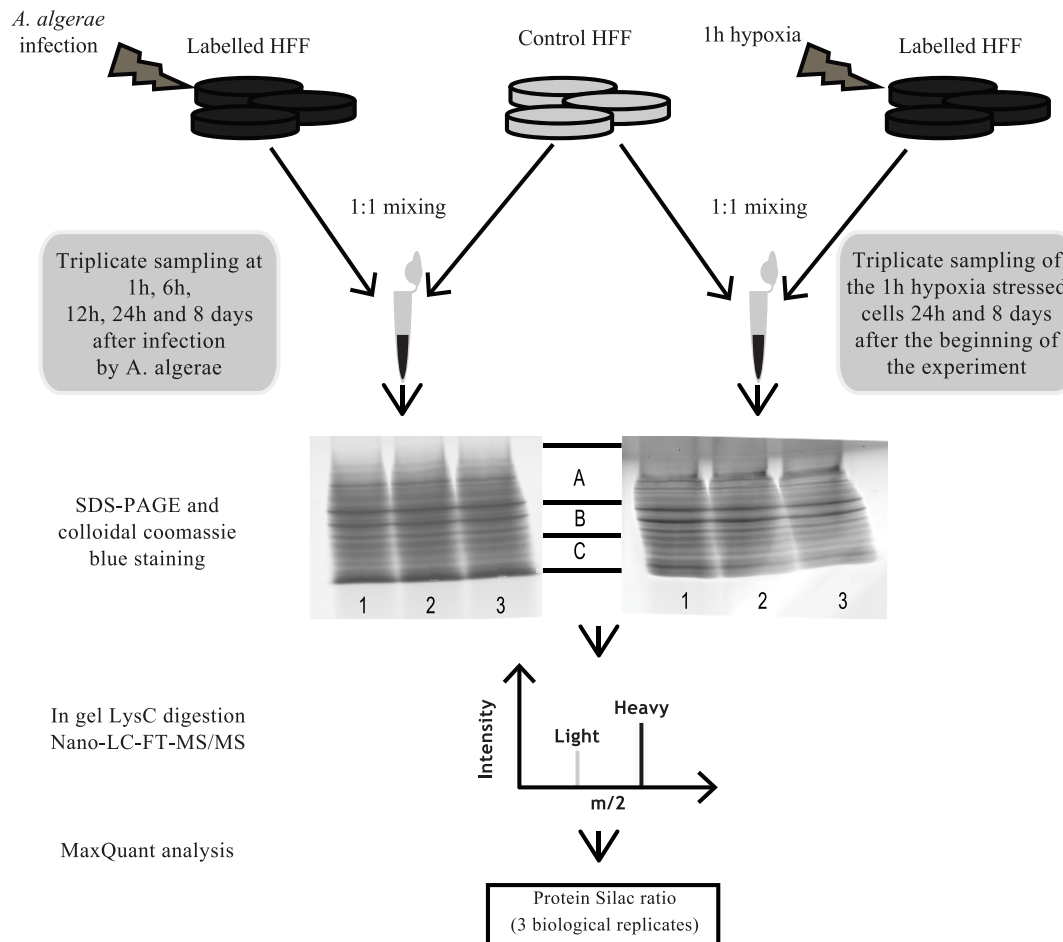 A. algerae
infection
Labelled HFF
Control HFF
1h hypoxia
Labelled HFF
1:1 mixing
1:1 mixing
Triplicate sampling at
1h, 6h,
12h, 24h and 8 days
after infection
by A. algerae
Triplicate sampling of
the 1h hypoxia stressed
cells 24h and 8 days
after the beginning of
the experiment
SDS-PAGE and
colloidal coomassie
blue staining
A
B
C
1 2 3
1 2 3
In gel LysC digestion
Nano-LC-FT-MS/MS
Intensity
Light
Heavy
m/2
MaxQuant analysis
Protein Silac ratio
(3 biological replicates)